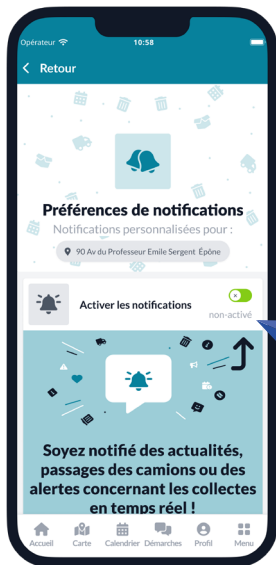 Opérateur 10:58
Retour
Préférences de notifications
Notifications personnalisées pour :
90 Av du Professeur Emile Sergent Épône
Activer les notifications
non-activé
Soyez notifié des actualités,
passages des camions ou des
alertes concernant les collectes
en temps réel !
Accueil Carte Calendrier Démarches Profil Menu